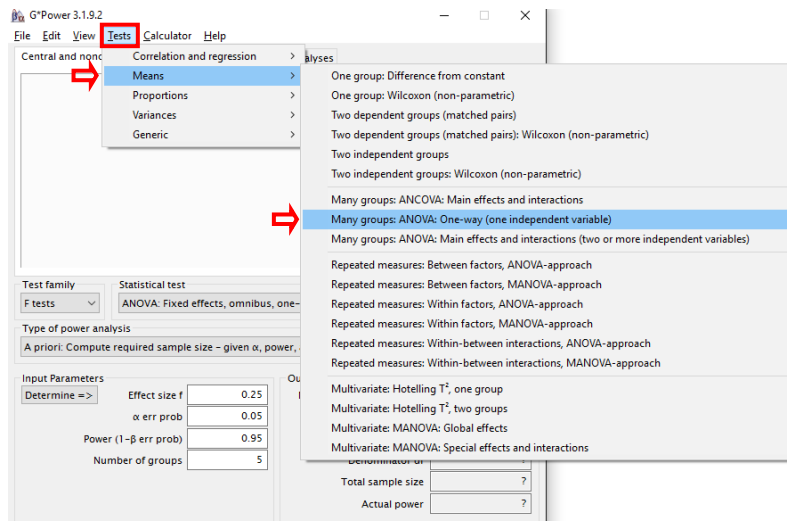 G*Power 3.1.9.2
File Edit View Tests Calculator Help
Central and nonc
alyses
Correlation and regression >
Means >
Proportions >
Variances >
Generic >
One group: Difference from constant
One group: Wilcoxon (non-parametric)
Two dependent groups (matched pairs)
Two dependent groups (matched pairs): Wilcoxon (non-parametric)
Two independent groups
Two independent groups: Wilcoxon (non-parametric)
Many groups: ANCOVA: Main effects and interactions
Many groups: ANOVA: One-way (one independent variable)
Many groups: ANOVA: Main effects and interactions (two or more independent variables)
Repeated measures: Between factors, ANOVA-approach
Repeated measures: Between factors, MANOVA-approach
Repeated measures: Within factors, ANOVA-approach
Repeated measures: Within factors, MANOVA-approach
Repeated measures: Within-between interactions, ANOVA-approach
Repeated measures: Within-between interactions, MANOVA-approach
Multivariate: Hotelling T², one group
Multivariate: Hotelling T², two groups
Multivariate: MANOVA: Global effects
Multivariate: MANOVA: Special effects and interactions
Test family
Statistical test
F tests
ANOVA: Fixed effects, omnibus, one-
Type of power analysis
A priori: Compute required sample size – given α, power,
Input Parameters
Ou
Determine =>
Effect size f 0.25
α err prob 0.05
Power (1-β err prob) 0.95
Number of groups 5
Denominator df ?
Total sample size ?
Actual power ?